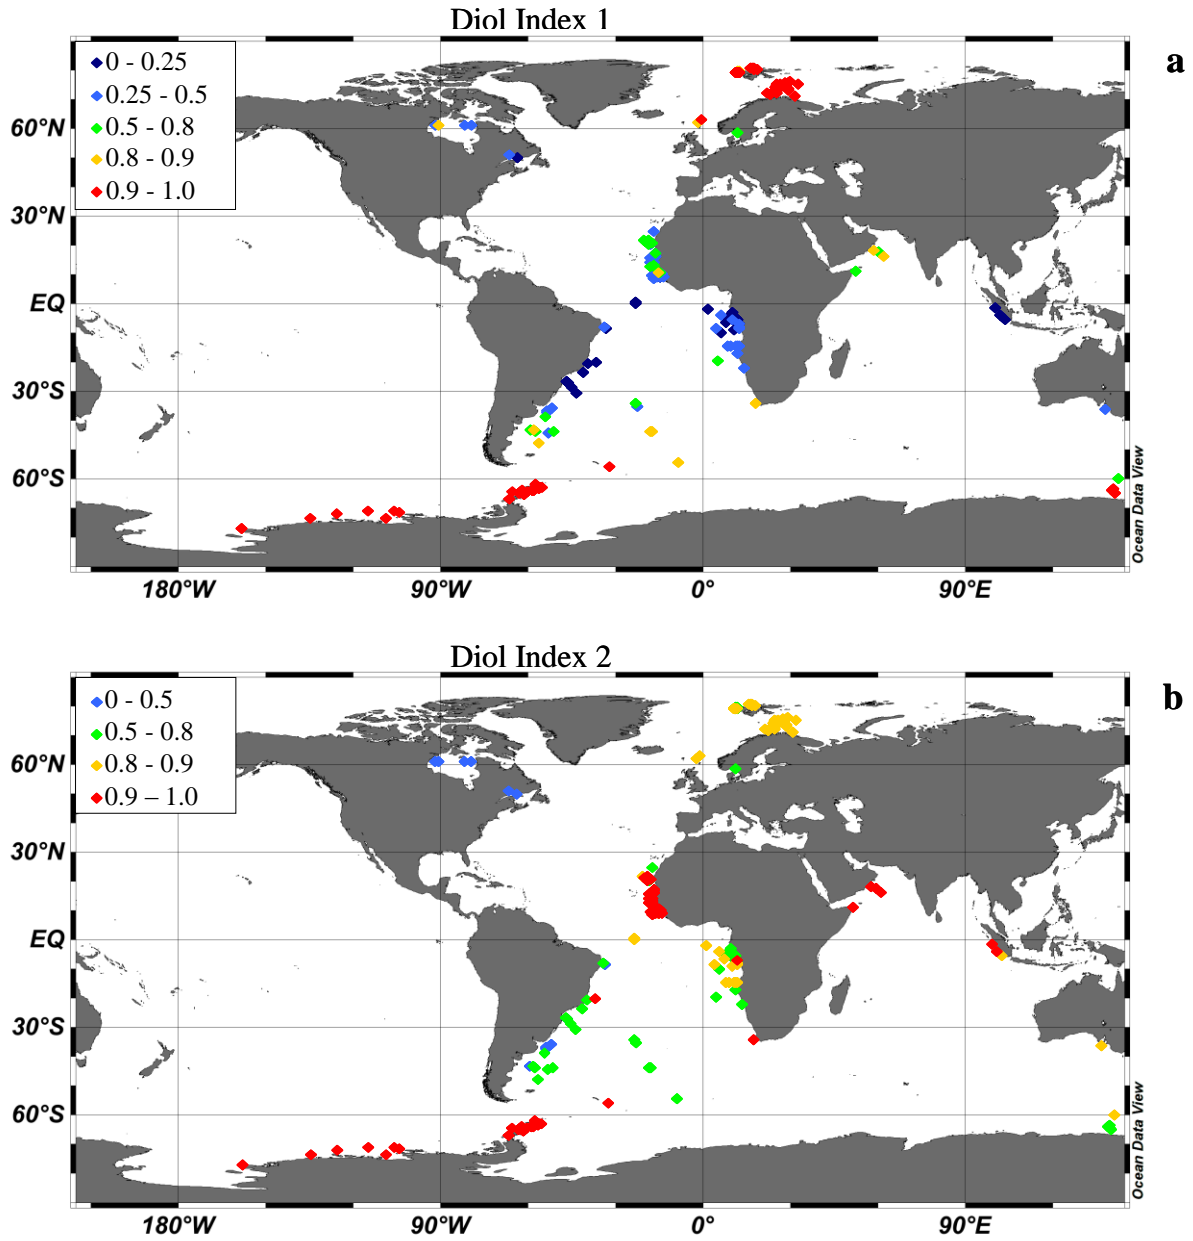 Diol Index 1
a
0 - 0.25
0.25 - 0.5
0.5 - 0.8
0.8 - 0.9
0.9 - 1.0
60°N
30°N
EQ
30°S
60°S
Ocean Data View
180°W 90°W 0° 90°E
Diol Index 2
b
0 - 0.5
0.5 - 0.8
0.8 - 0.9
0.9 – 1.0
60°N
30°N
EQ
30°S
60°S
Ocean Data View
180°W 90°W 0° 90°E